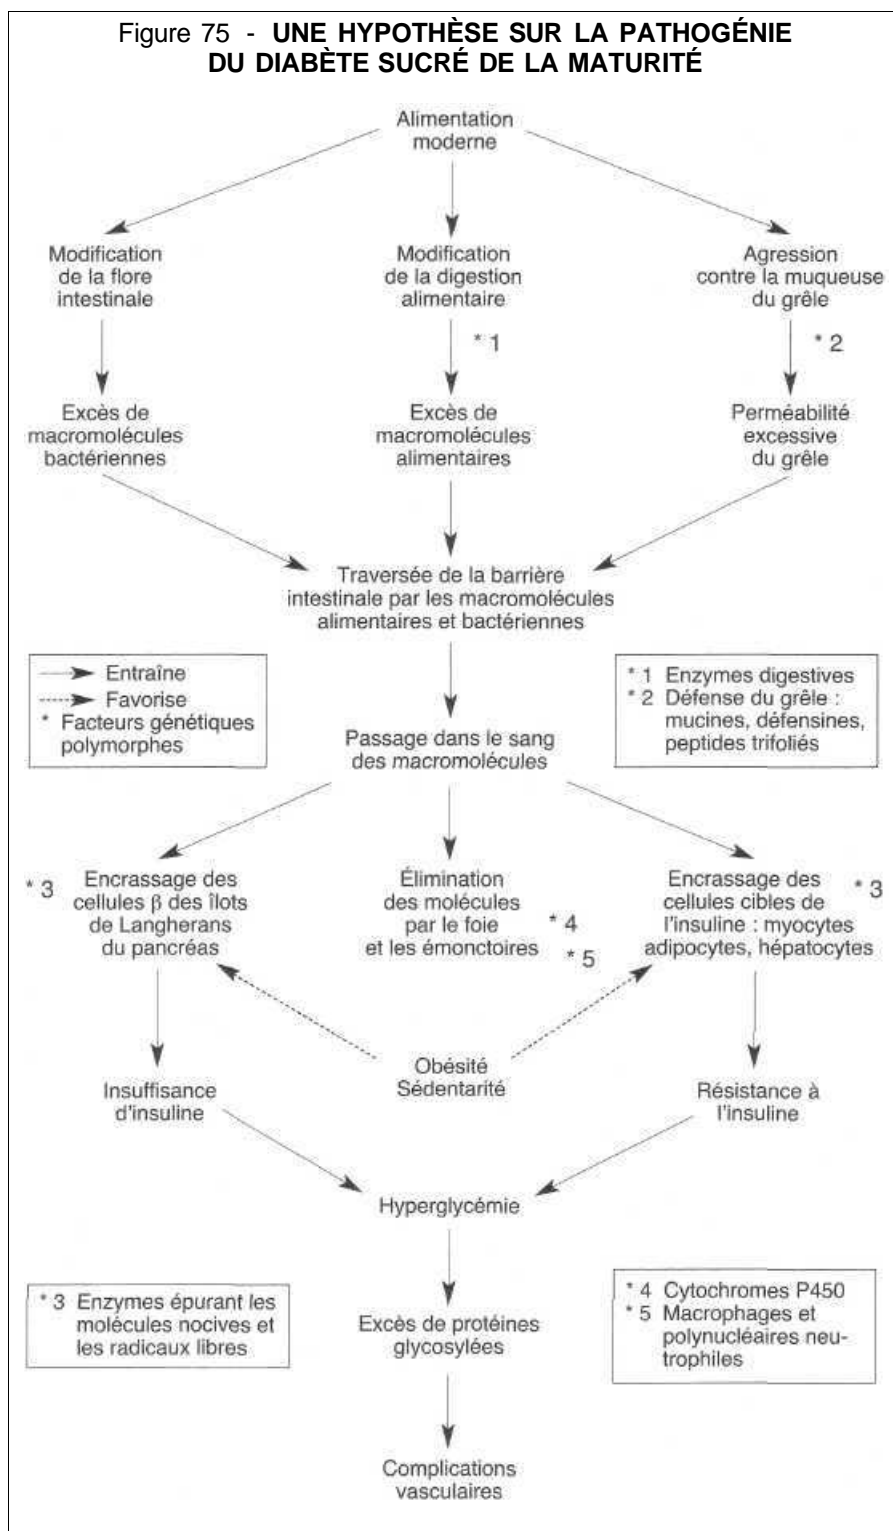 Figure 75 - UNE HYPOTHÈSE SUR LA PATHOGÉNIE
DU DIABÈTE SUCRÉ DE LA MATURITÉ
Alimentation
moderne
Modification
de la flore
intestinale
Modification
de la digestion
alimentaire
Agression
contre la muqueuse
du grêle
* 1
* 2
Excès de
macromolécules
bactériennes
Excès de
macromolécules
alimentaires
Perméabilité
excessive
du grêle
Traversée de la barrière
intestinale par les macromolécules
alimentaires et bactériennes
Entraîne
Favorise
* Facteurs génétiques
polymorphes
* 1 Enzymes digestives
* 2 Défense du grêle :
mucines, défensines,
peptides trifoliés
Passage dans le sang
des macromolécules
* 3
Encrassage des
cellules β des îlots
de Langherans
du pancréas
Élimination
des molécules
par le foie
et les émonctoires
* 4
* 5
Encrassage des
cellules cibles de
l'insuline : myocytes
adipocytes, hépatocytes
* 3
Obésité
Sédentarité
Insuffisance
d'insuline
Résistance à
l'insuline
Hyperglycémie
* 3 Enzymes épurant les
molécules nocives et
les radicaux libres
Excès de protéines
glycosylées
* 4 Cytochromes P450
* 5 Macrophages et
polynucléaires neu-
trophiles
Complications
vasculaires